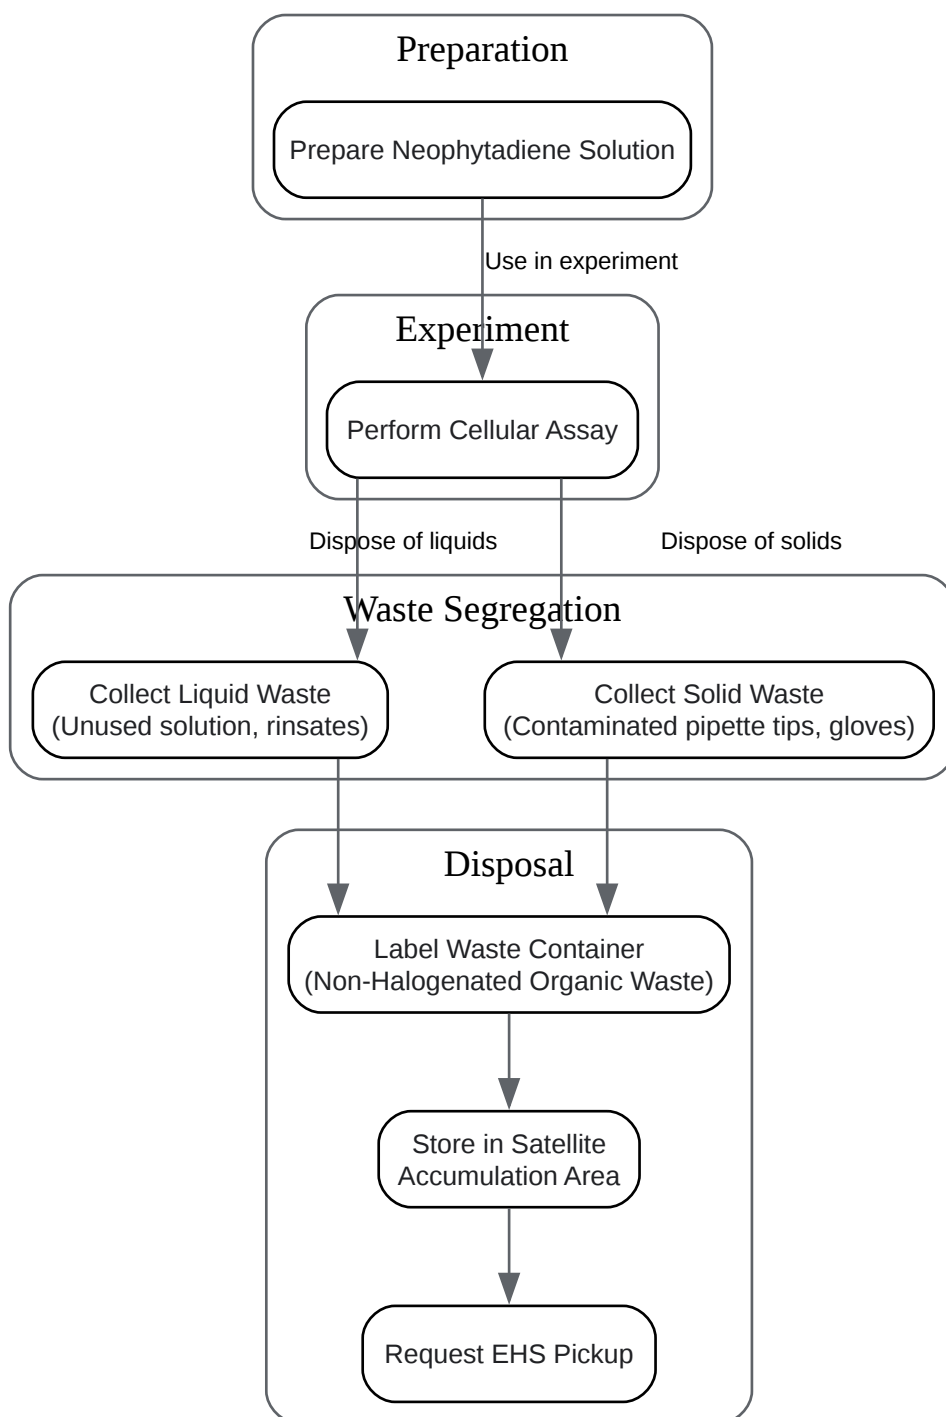 Preparation
Prepare Neophytadiene Solution
Use in experiment
Experiment
Perform Cellular Assay
Dispose of liquids
Dispose of solids
Waste Segregation
Collect Liquid Waste
(Unused solution, rinsates)
Collect Solid Waste
(Contaminated pipette tips, gloves)
Disposal
Label Waste Container
(Non-Halogenated Organic Waste)
Store in Satellite
Accumulation Area
Request EHS Pickup